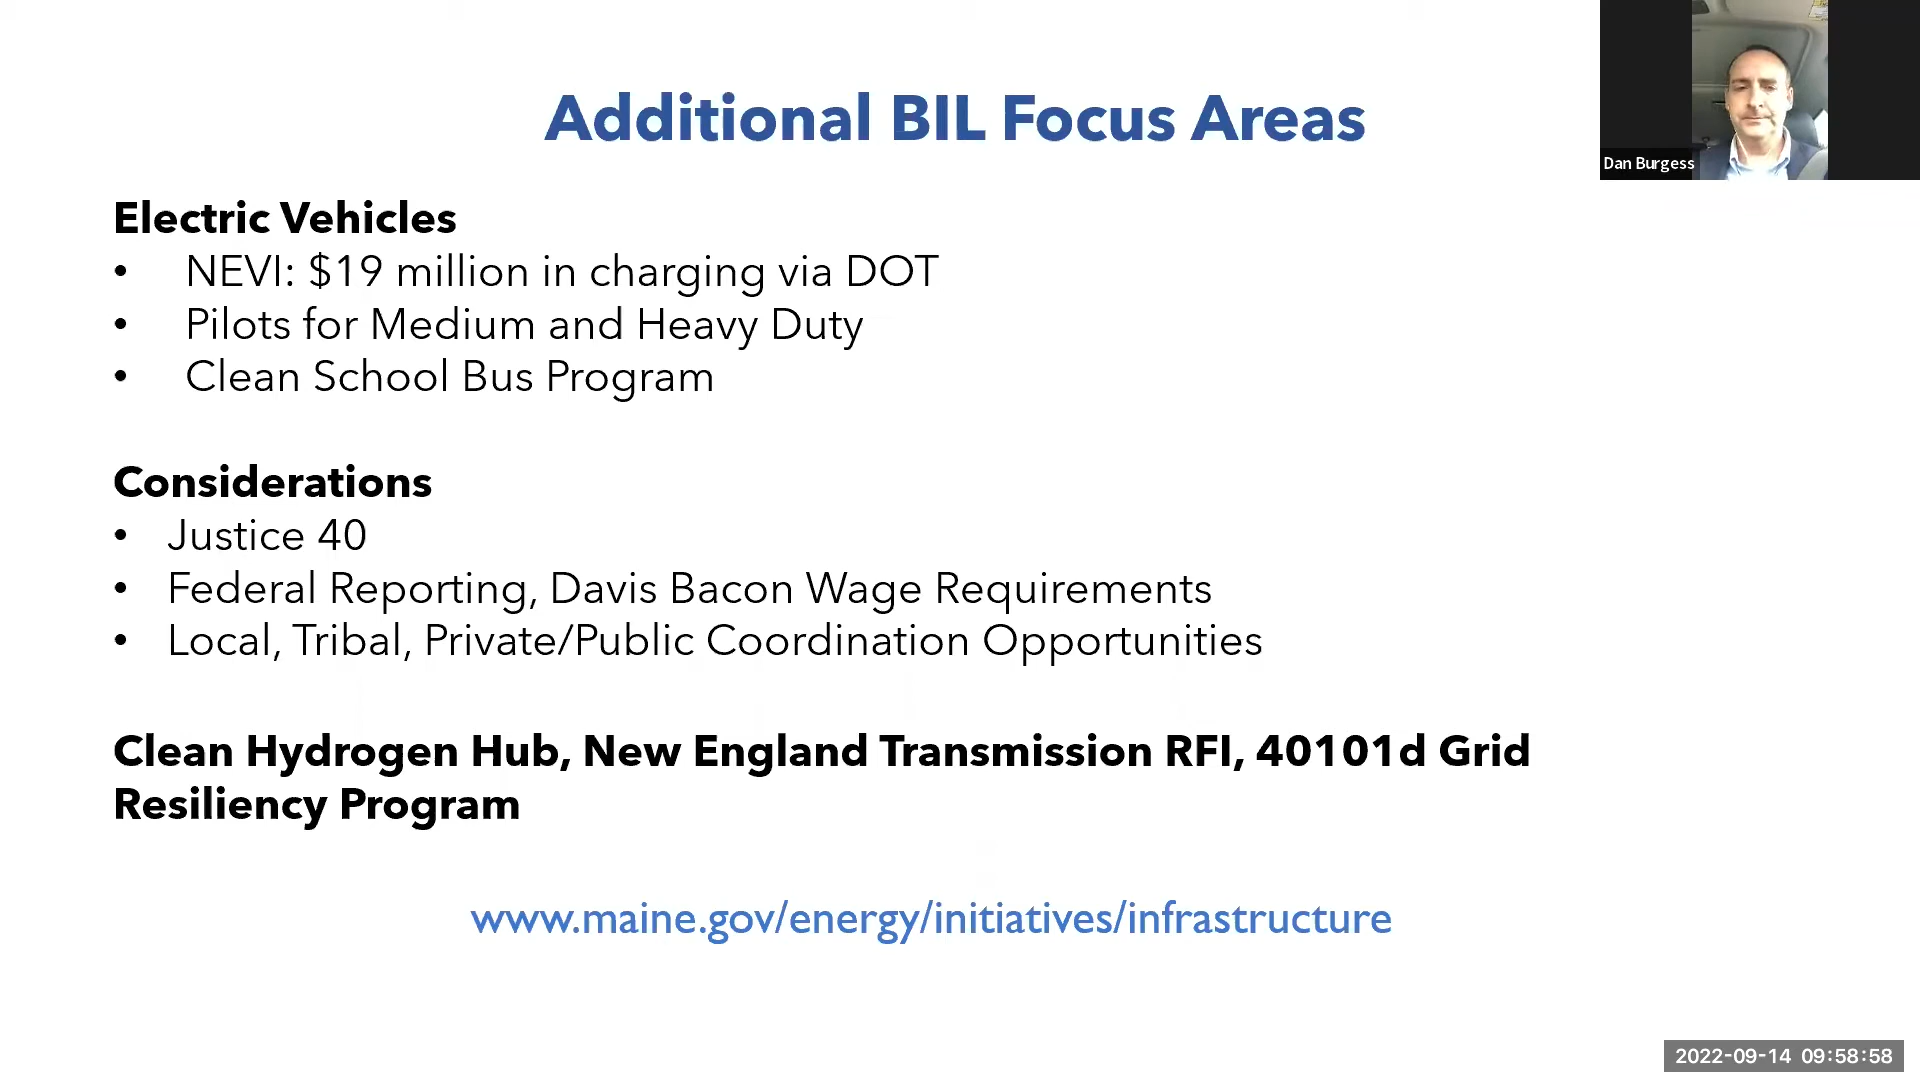 Additional BIL Focus Areas
Dan Burgess
Electric Vehicles
• NEVI: $19 million in charging via DOT
• Pilots for Medium and Heavy Duty
• Clean School Bus Program
Considerations
• Justice 40
• Federal Reporting, Davis Bacon Wage Requirements
• Local, Tribal, Private/Public Coordination Opportunities
Clean Hydrogen Hub, New England Transmission RFI, 40101d Grid
Resiliency Program
www.maine.gov/energy/initiatives/infrastructure
2022-09-14 09:58:58